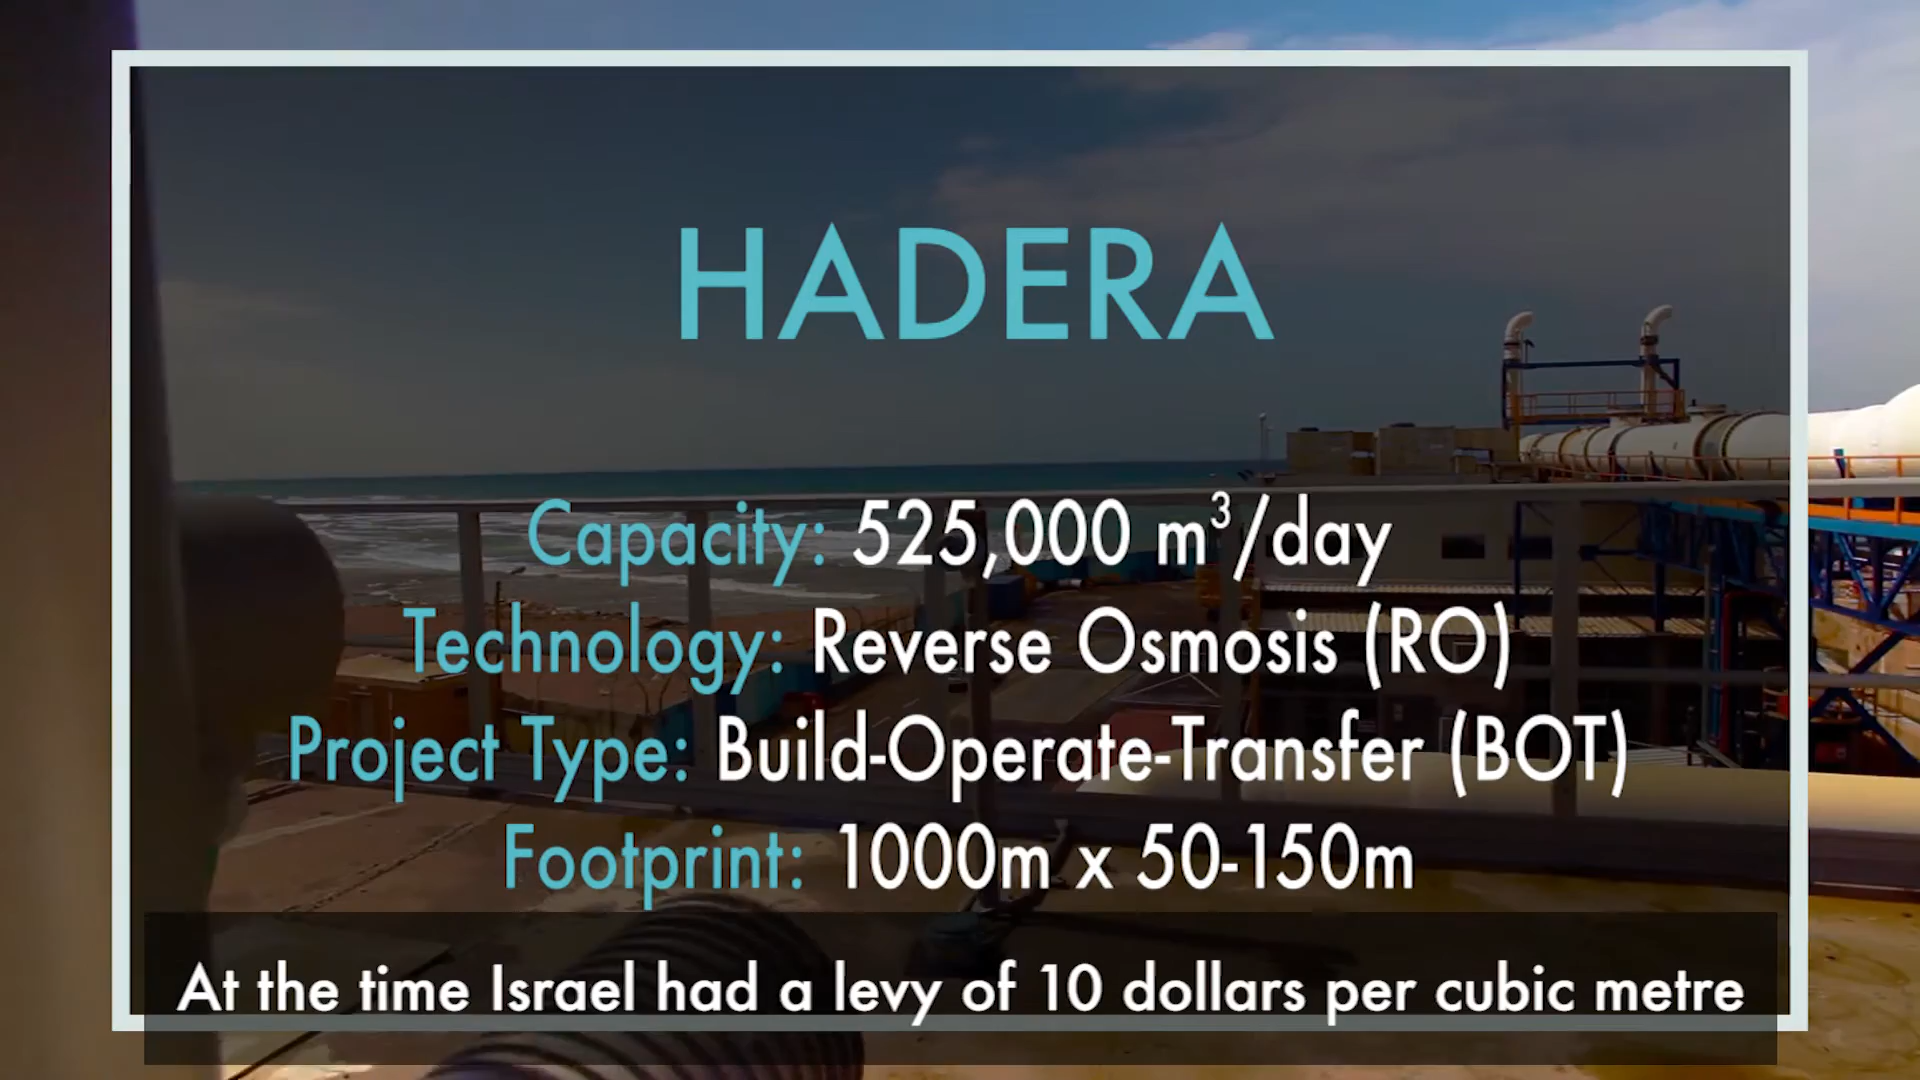 HADERA
Capacity: 525,000 m³/day
Technology: Reverse Osmosis (RO)
Project Type: Build-Operate-Transfer (BOT)
Footprint: 1000m x 50-150m
At the time Israel had a levy of 10 dollars per cubic metre